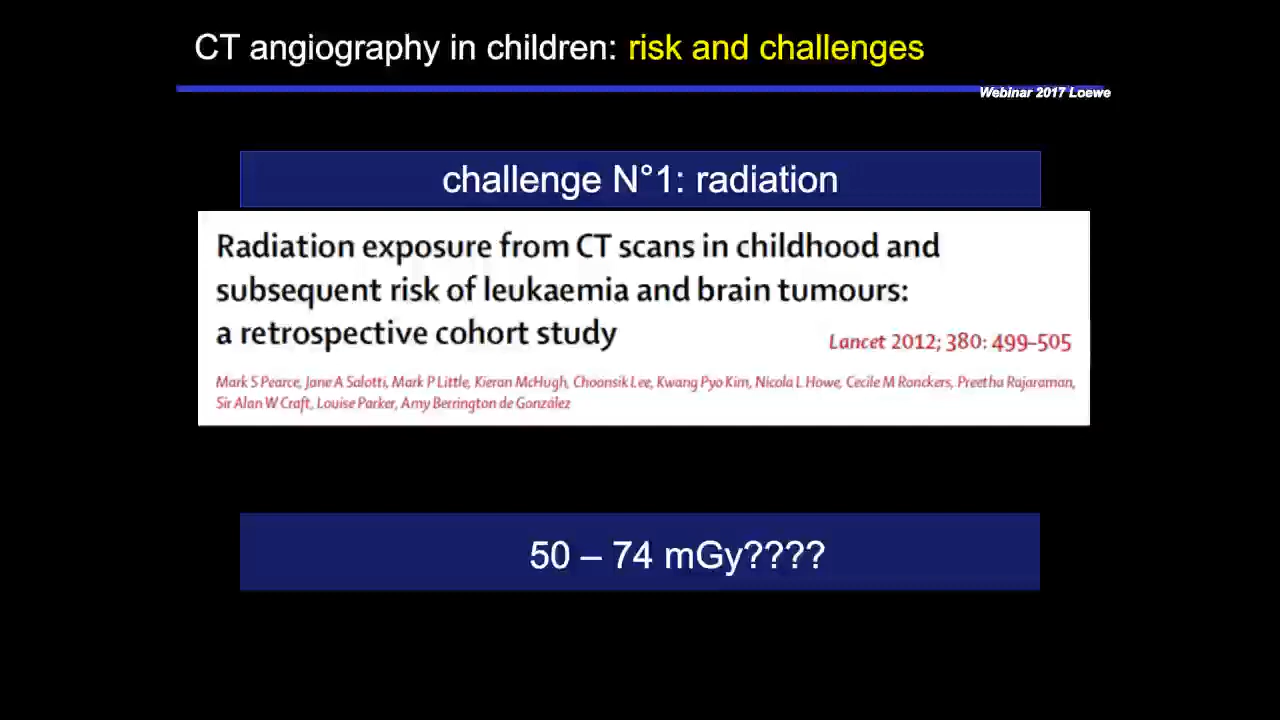 CT angiography in children: risk and challenges
Webinar 2017 Loewe
challenge N°1: radiation
Radiation exposure from CT scans in childhood and
subsequent risk of leukaemia and brain tumours:
a retrospective cohort study
Lancet 2012; 380: 499–505
Mark S Pearce, Jane A Salotti, Mark P Little, Kieran McHugh, Choonsik Lee, Kwang Pyo Kim, Nicola L Howe, Cecile M Ronckers, Preetha Rajaraman,
Sir Alan W Craft, Louise Parker, Amy Berrington de González
50 – 74 mGy????